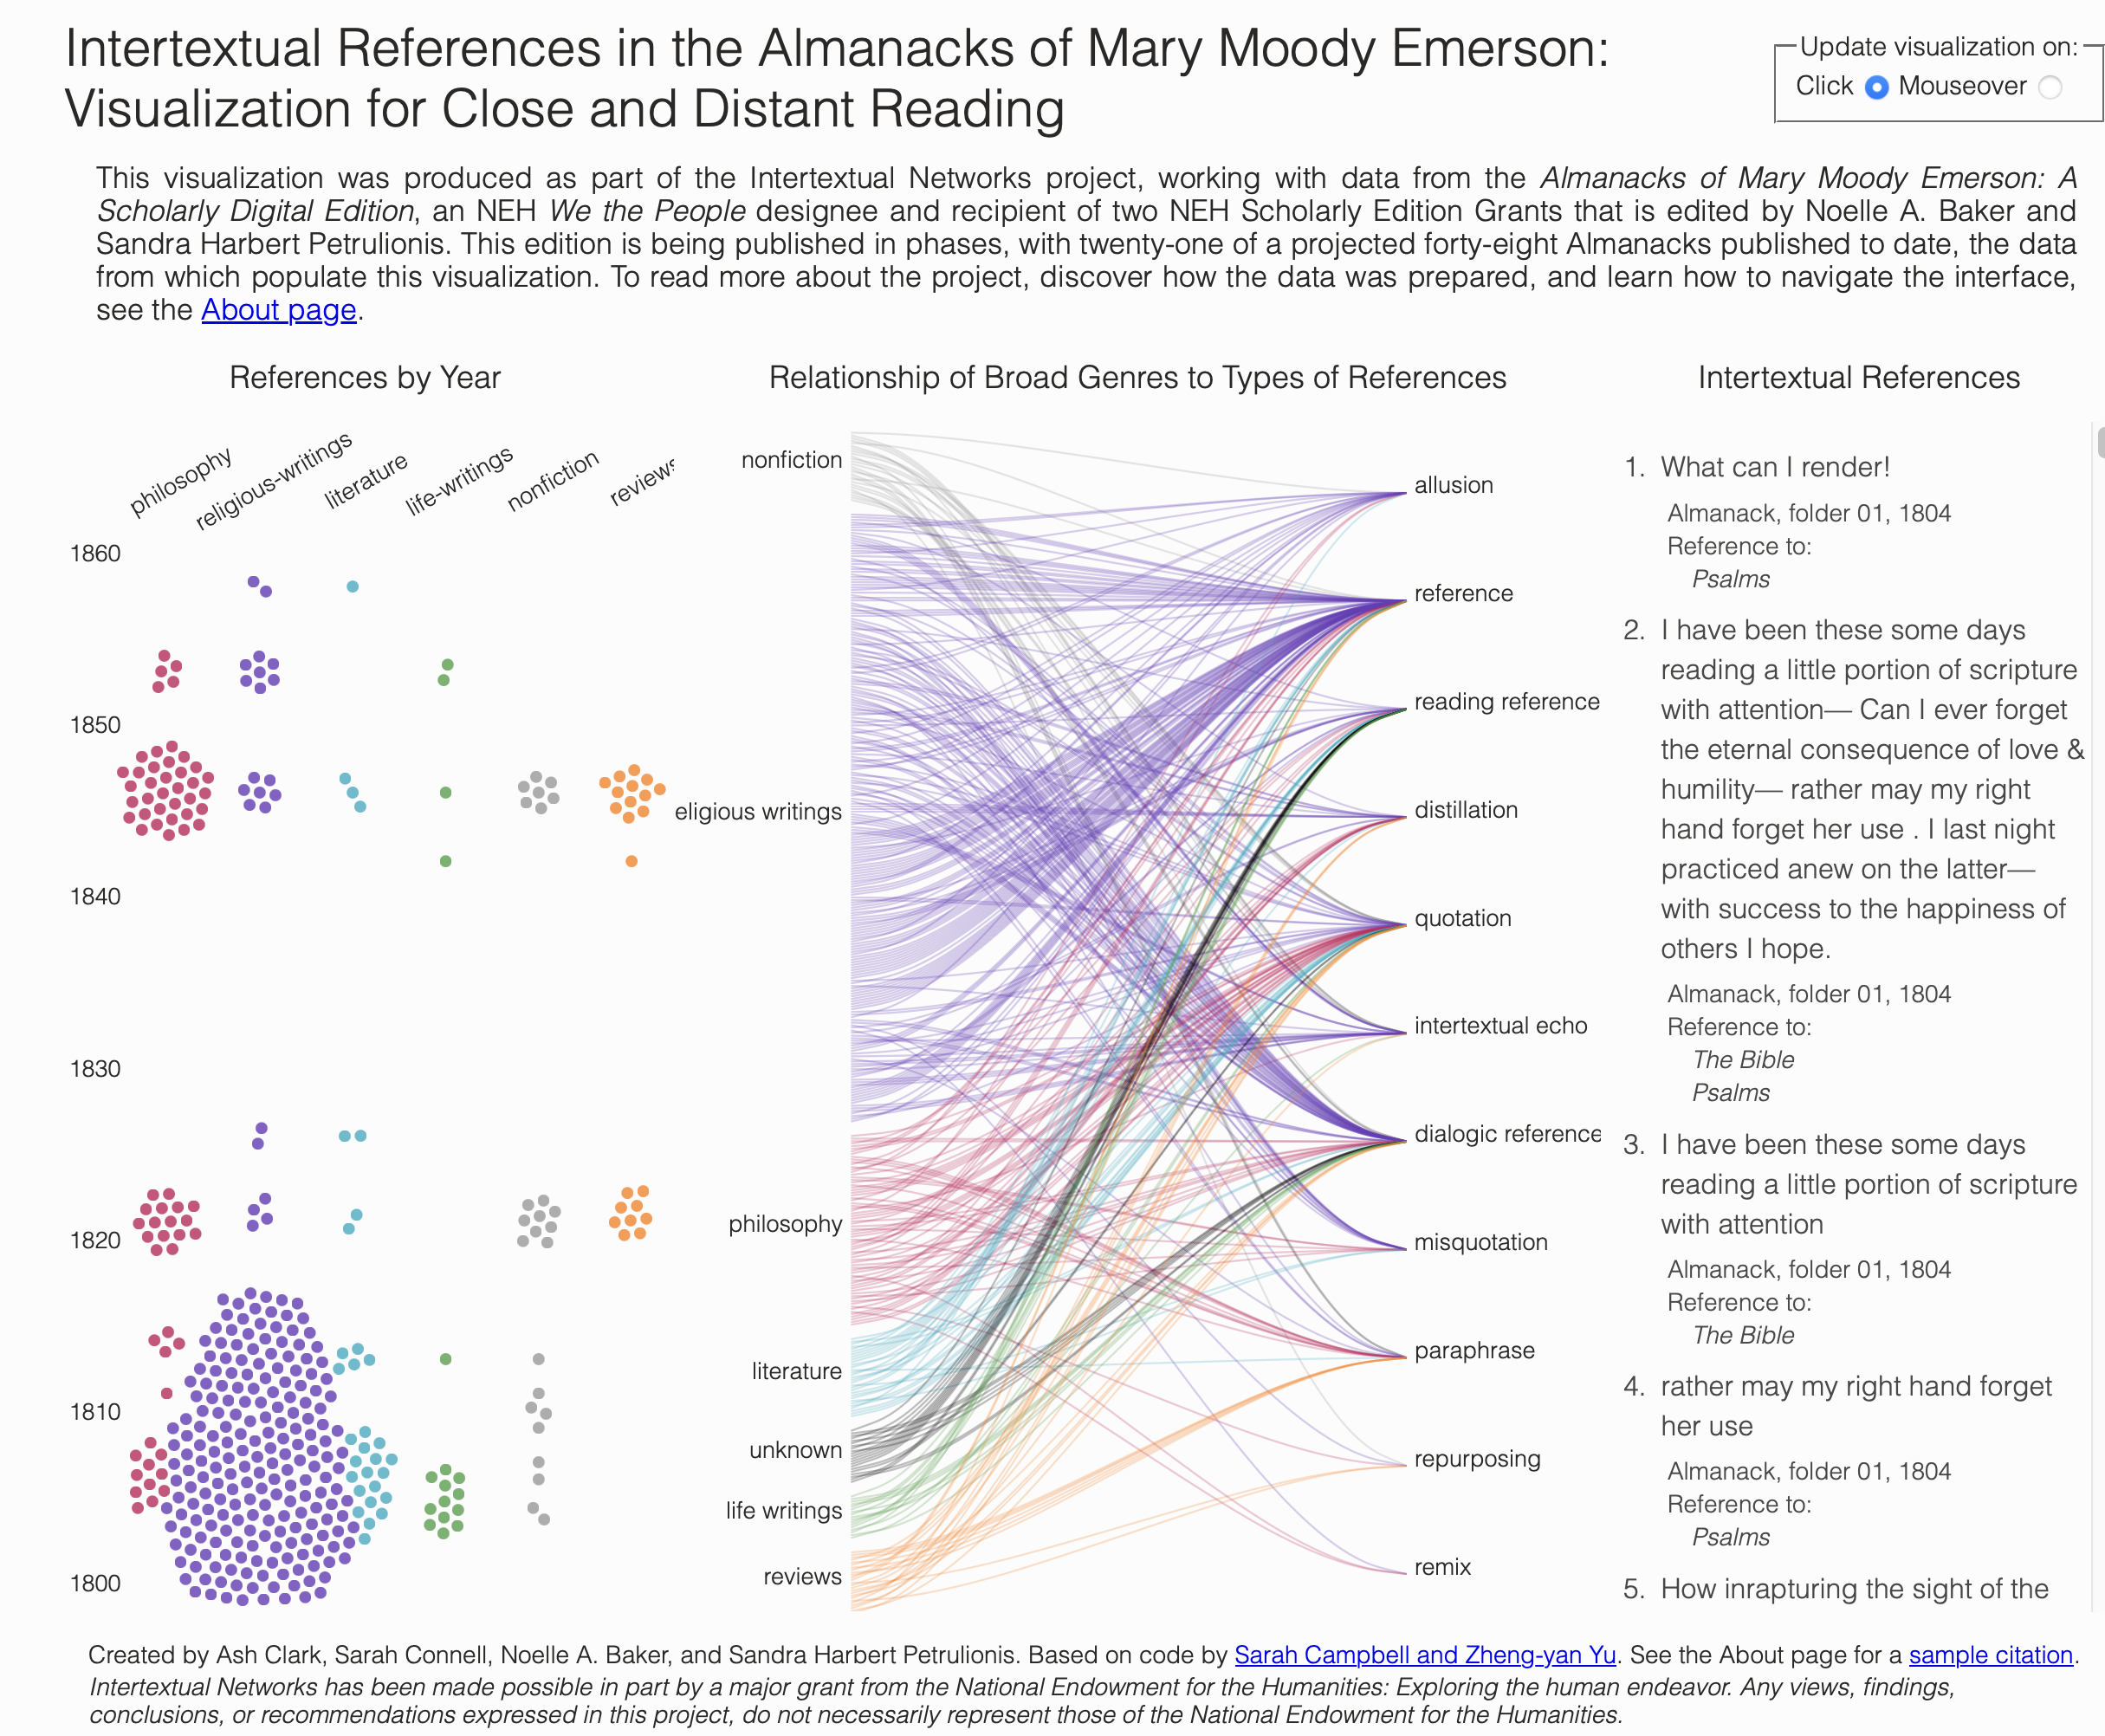 Intertextual References in the Almanacks of Mary Moody Emerson:
Visualization for Close and Distant Reading
Update visualization on:
Click Mouseover
This visualization was produced as part of the Intertextual Networks project, working with data from the Almanacks of Mary Moody Emerson: A
Scholarly Digital Edition, an NEH We the People designee and recipient of two NEH Scholarly Edition Grants that is edited by Noelle A. Baker and
Sandra Harbert Petrulionis. This edition is being published in phases, with twenty-one of a projected forty-eight Almanacks published to date, the data
from which populate this visualization. To read more about the project, discover how the data was prepared, and learn how to navigate the interface,
see the About page.
References by Year
philosophy
religious-writings
literature
life-writings
nonfiction
reviews
1860
1850
1840
1830
1820
1810
1800
Relationship of Broad Genres to Types of References
nonfiction
eligious writings
philosophy
literature
unknown
life writings
reviews
allusion
reference
reading reference
distillation
quotation
intertextual echo
dialogic reference
misquotation
paraphrase
repurposing
remix
Intertextual References
1. What can I render!
Almanack, folder 01, 1804
Reference to:
Psalms
2. I have been these some days
reading a little portion of scripture
with attention— Can I ever forget
the eternal consequence of love &
humility— rather may my right
hand forget her use . I last night
practiced anew on the latter—
with success to the happiness of
others I hope.
Almanack, folder 01, 1804
Reference to:
The Bible
Psalms
3. I have been these some days
reading a little portion of scripture
with attention
Almanack, folder 01, 1804
Reference to:
The Bible
4. rather may my right hand forget
her use
Almanack, folder 01, 1804
Reference to:
Psalms
5. How inrapturing the sight of the
Created by Ash Clark, Sarah Connell, Noelle A. Baker, and Sandra Harbert Petrulionis. Based on code by Sarah Campbell and Zheng-yan Yu. See the About page for a sample citation.
Intertextual Networks has been made possible in part by a major grant from the National Endowment for the Humanities: Exploring the human endeavor. Any views, findings,
conclusions, or recommendations expressed in this project, do not necessarily represent those of the National Endowment for the Humanities.